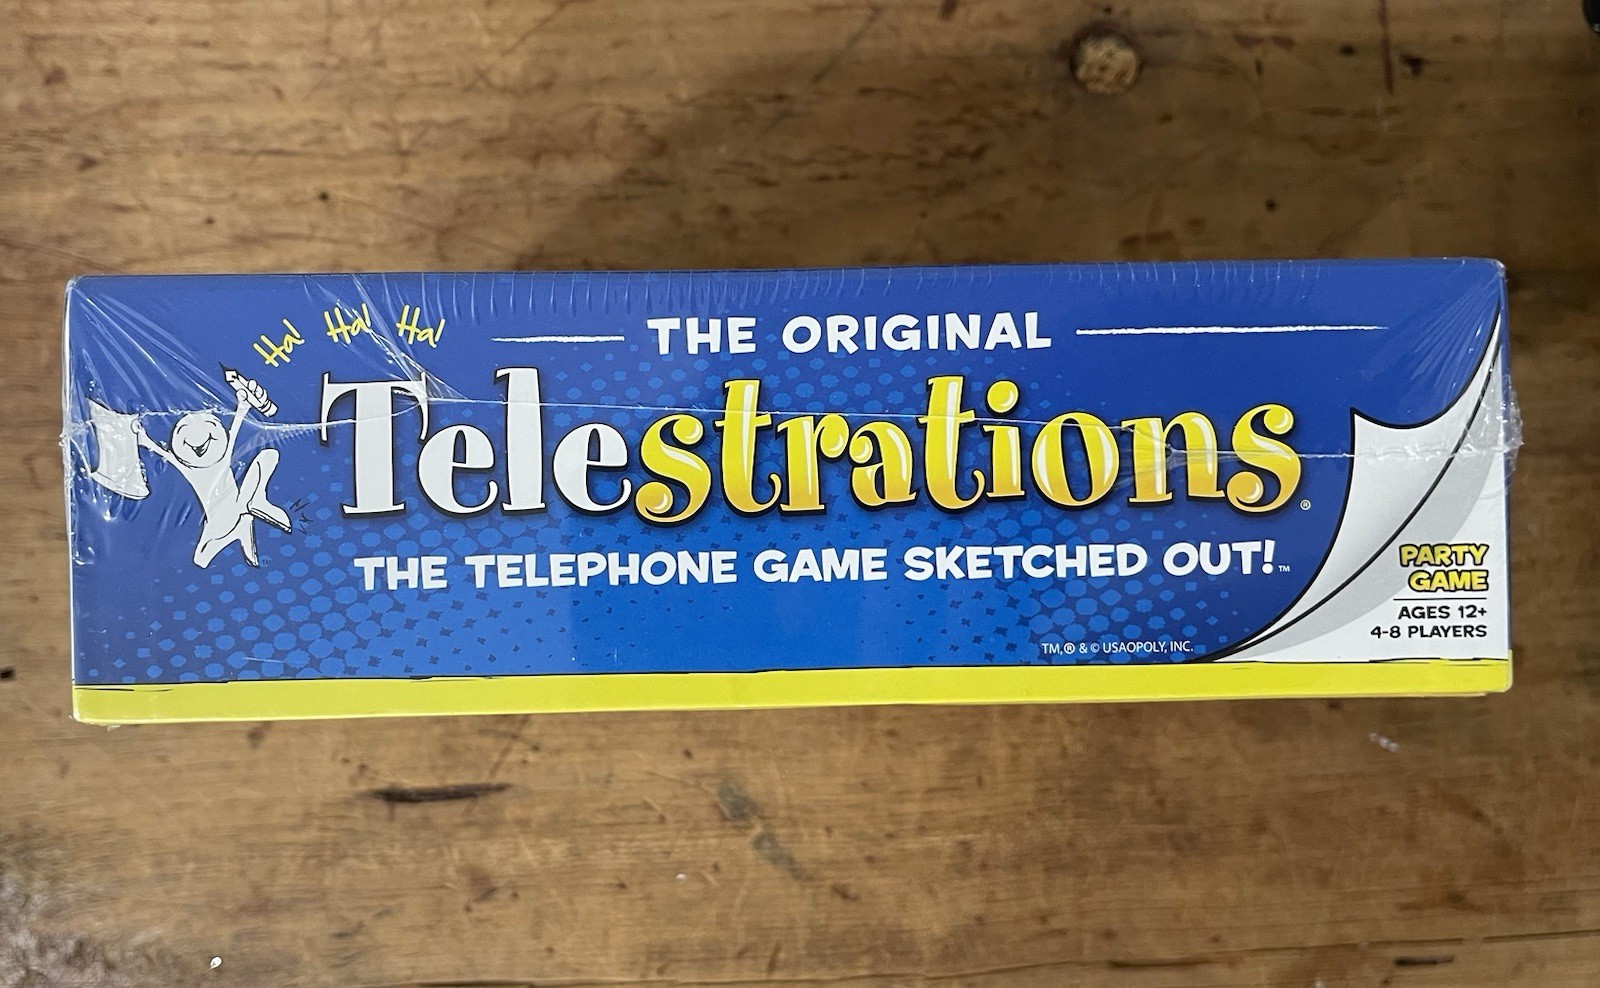 Ha! Ha! Ha!
THE ORIGINAL
Telestrations®
THE TELEPHONE GAME SKETCHED OUT!™
PARTY
GAME
AGES 12+
4-8 PLAYERS
TM, ® & © USAOPOLY, INC.